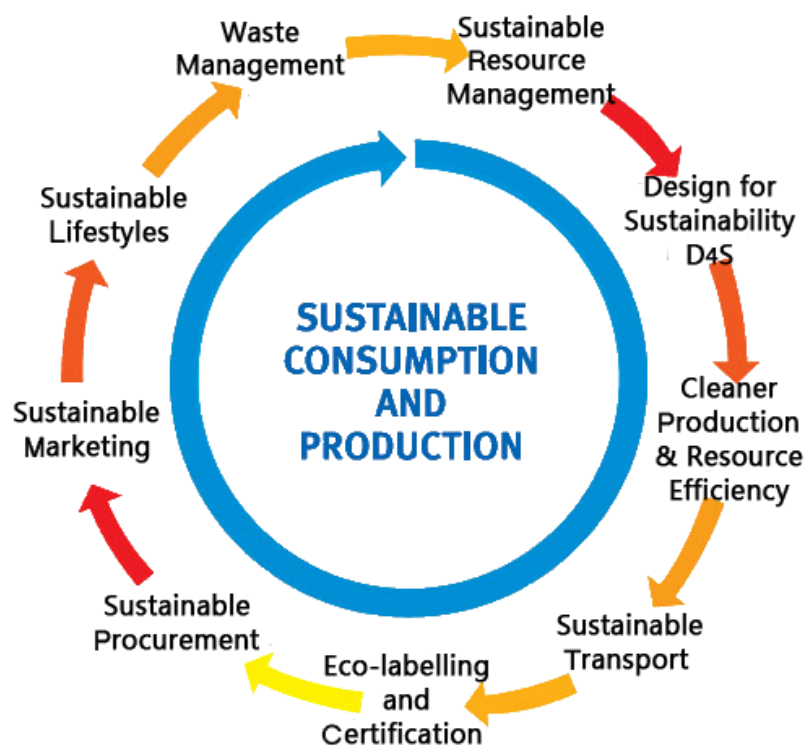 Waste
Management
Sustainable
Resource
Management
Design for
Sustainability
D4S
Cleaner
Production
& Resource
Efficiency
Sustainable
Transport
Eco-labelling
and
Certification
Sustainable
Procurement
Sustainable
Marketing
Sustainable
Lifestyles
SUSTAINABLE
CONSUMPTION
AND
PRODUCTION